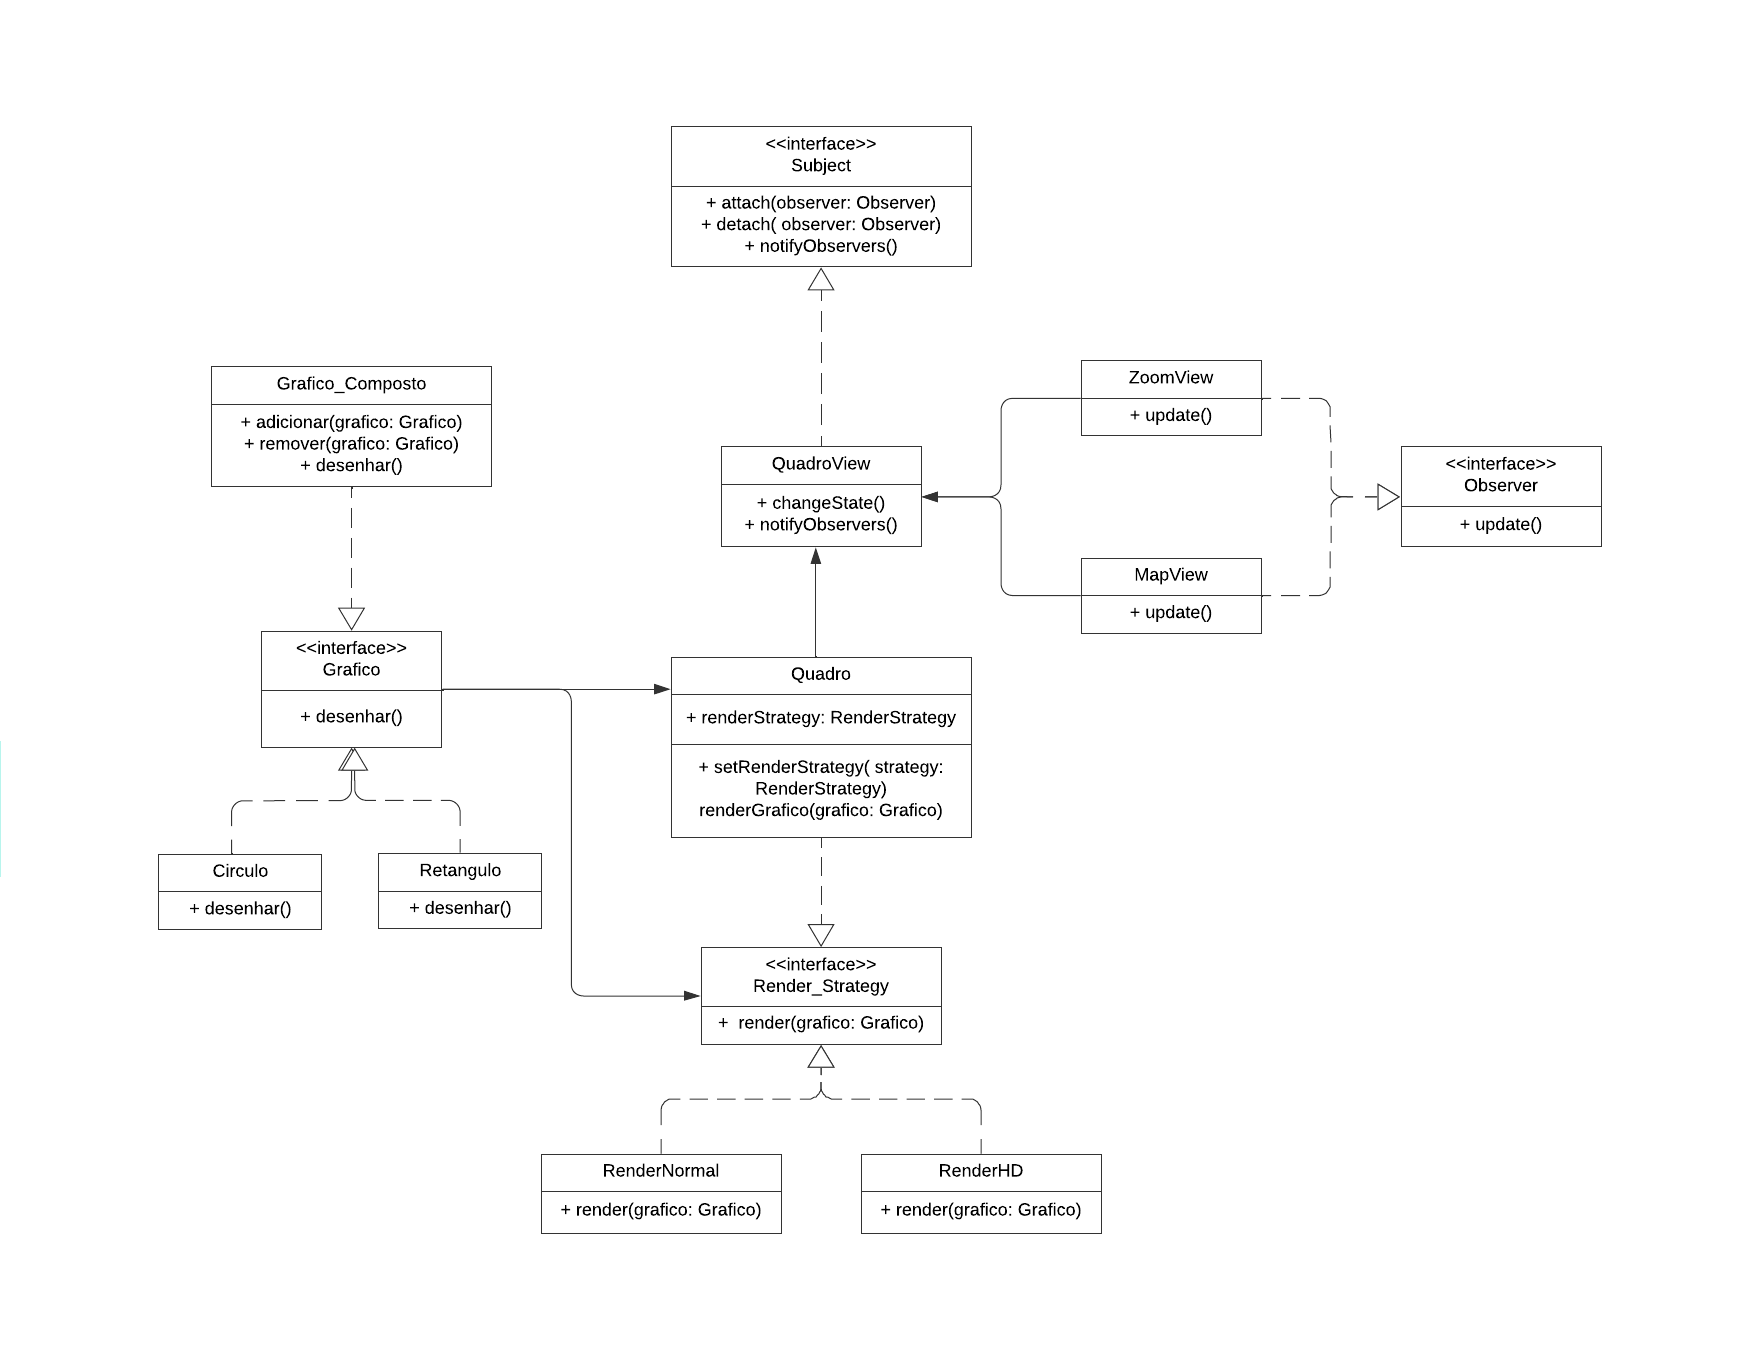 <<interface>>
Subject
+ attach(observer: Observer)
+ detach( observer: Observer)
+ notifyObservers()
Grafico_Composto
+ adicionar(grafico: Grafico)
+ remover(grafico: Grafico)
+ desenhar()
QuadroView
+ changeState()
+ notifyObservers()
ZoomView
+ update()
<<interface>>
Observer
+ update()
MapView
+ update()
<<interface>>
Grafico
+ desenhar()
Quadro
+ renderStrategy: RenderStrategy
+ setRenderStrategy( strategy:
RenderStrategy)
renderGrafico(grafico: Grafico)
Circulo
+ desenhar()
Retangulo
+ desenhar()
<<interface>>
Render_Strategy
+ render(grafico: Grafico)
RenderNormal
+ render(grafico: Grafico)
RenderHD
+ render(grafico: Grafico)